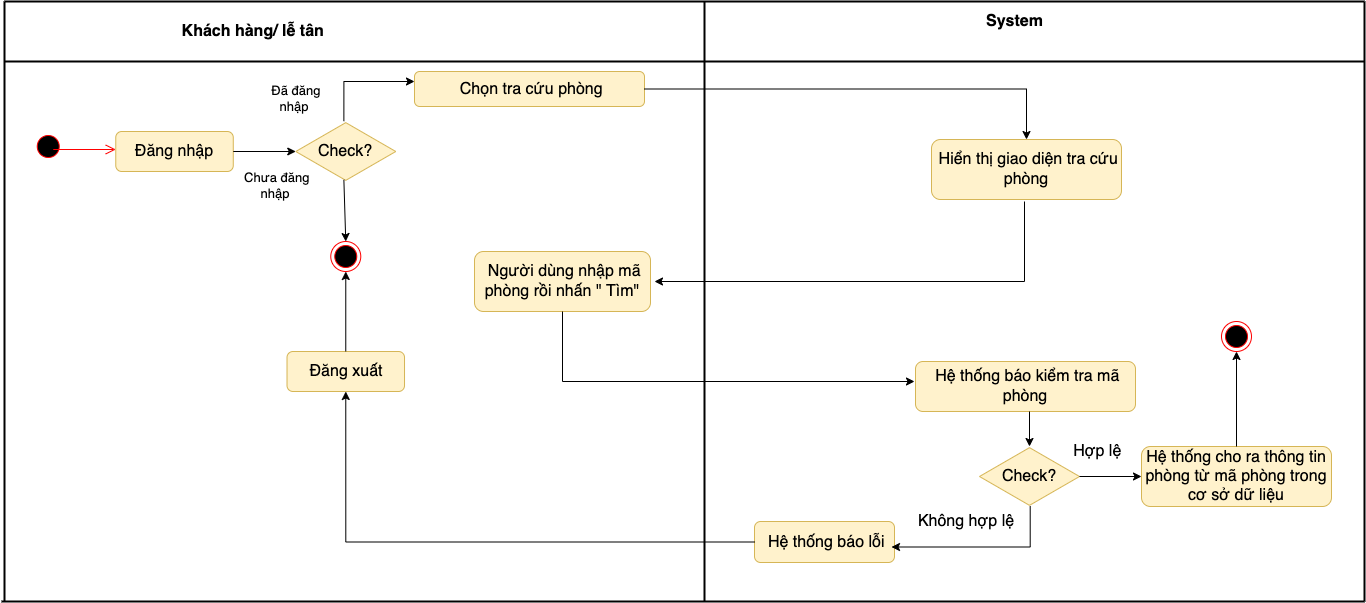 Khách hàng/ lễ tân
System
Đã đăng
nhập
Chọn tra cứu phòng
Đăng nhập
Check?
Chưa đăng
nhập
Hiển thị giao diện tra cứu
phòng
Người dùng nhập mã
phòng rồi nhấn " Tìm"
Đăng xuất
Hệ thống báo kiểm tra mã
phòng
Check?
Hợp lệ
Hệ thống cho ra thông tin
phòng từ mã phòng trong
cơ sở dữ liệu
Không hợp lệ
Hệ thống báo lỗi